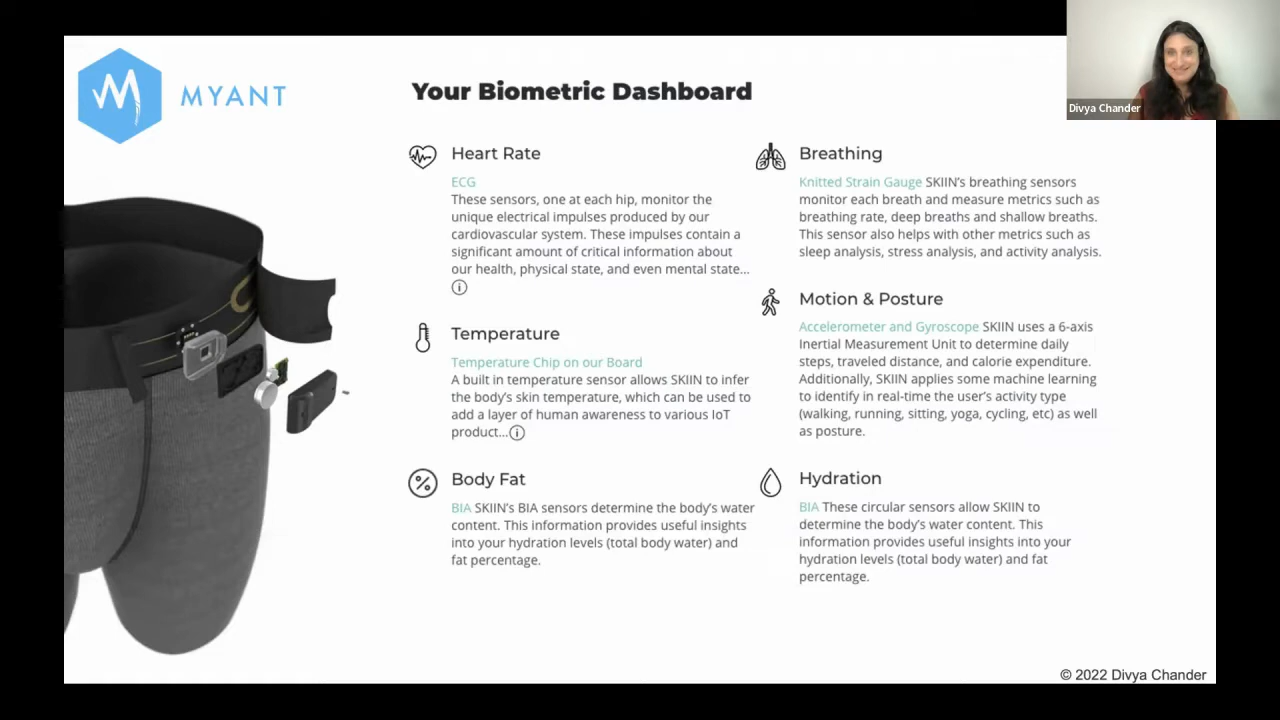 MYANT
Your Biometric Dashboard
Divya Chander
Heart Rate
ECG
These sensors, one at each hip, monitor the
unique electrical impulses produced by our
cardiovascular system. These impulses contain a
significant amount of critical information about
our health, physical state, and even mental state...
Temperature
Temperature Chip on our Board
A built in temperature sensor allows SKIIN to infer
the body's skin temperature, which can be used to
add a layer of human awareness to various IoT
product...
Body Fat
BIA SKIIN's BIA sensors determine the body's water
content. This information provides useful insights
into your hydration levels (total body water) and
fat percentage.
Breathing
Knitted Strain Gauge SKIIN's breathing sensors
monitor each breath and measure metrics such as
breathing rate, deep breaths and shallow breaths.
This sensor also helps with other metrics such as
sleep analysis, stress analysis, and activity analysis.
Motion & Posture
Accelerometer and Gyroscope SKIIN uses a 6-axis
Inertial Measurement Unit to determine daily
steps, traveled distance, and calorie expenditure.
Additionally, SKIIN applies some machine learning
to identify in real-time the user's activity type
(walking, running, sitting, yoga, cycling, etc) as well
as posture.
Hydration
BIA These circular sensors allow SKIIN to
determine the body's water content. This
information provides useful insights into your
hydration levels (total body water) and fat
percentage.
© 2022 Divya Chander